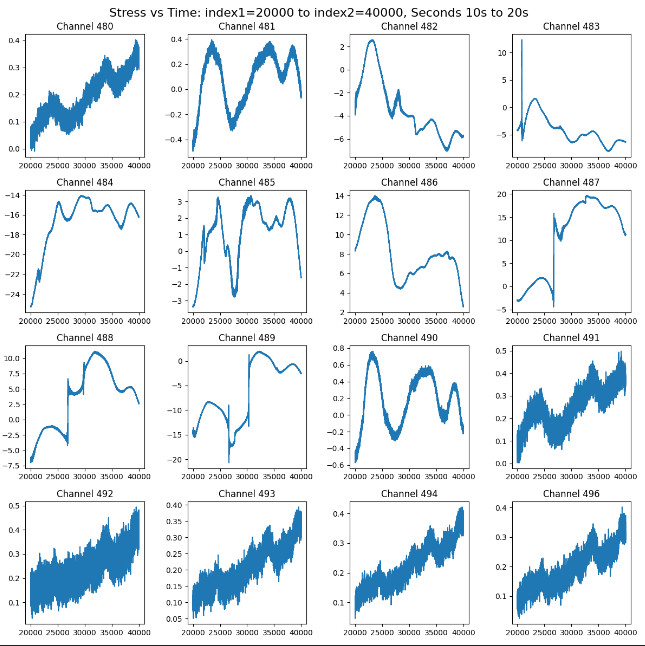 Stress vs Time: index1=20000 to index2=40000, Seconds 10s to 20s
Channel 480 Channel 481 Channel 482 Channel 483
0.4 0.3 0.2 0.1 0.0
0.4 0.2 0.0 −0.2 −0.4
2 0 −2 −4 −6
10 5 0 −5
20000 25000 30000 35000 40000 20000 25000 30000 35000 40000 20000 25000 30000 35000 40000 20000 25000 30000 35000 40000
Channel 484 Channel 485 Channel 486 Channel 487
−14 −16 −18 −20 −22 −24
3 2 1 0 −1 −2 −3
14 12 10 8 6 4 2
20 15 10 5 0 −5
20000 25000 30000 35000 40000 20000 25000 30000 35000 40000 20000 25000 30000 35000 40000 20000 25000 30000 35000 40000
Channel 488 Channel 489 Channel 490 Channel 491
10.0 7.5 5.0 2.5 0.0 −2.5 −5.0 −7.5
0 −5 −10 −15 −20
0.8 0.6 0.4 0.2 0.0 −0.2 −0.4 −0.6
0.5 0.4 0.3 0.2 0.1 0.0
20000 25000 30000 35000 40000 20000 25000 30000 35000 40000 20000 25000 30000 35000 40000 20000 25000 30000 35000 40000
Channel 492 Channel 493 Channel 494 Channel 496
0.5 0.4 0.3 0.2 0.1
0.40 0.35 0.30 0.25 0.20 0.15 0.10 0.05
0.4 0.3 0.2 0.1
0.4 0.3 0.2 0.1
20000 25000 30000 35000 40000 20000 25000 30000 35000 40000 20000 25000 30000 35000 40000 20000 25000 30000 35000 40000